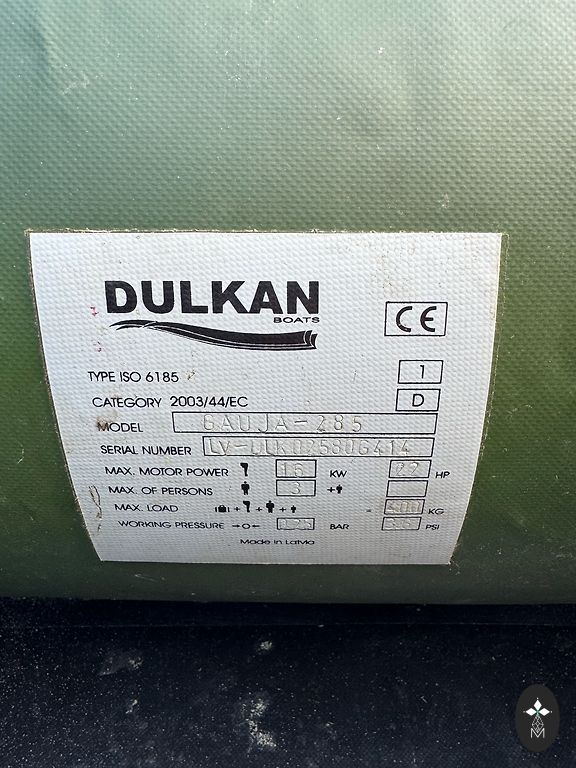 DULKAN
BOATS
CE
TYPE ISO 6185 1
CATEGORY 2003/44/EC D
MODEL GAUJA-285
SERIAL NUMBER
MAX. MOTOR POWER 16 KW 22 HP
MAX. OF PERSONS 3 +
MAX. LOAD + + + = 400 KG
WORKING PRESSURE BAR PSI
Made in Latvia
M